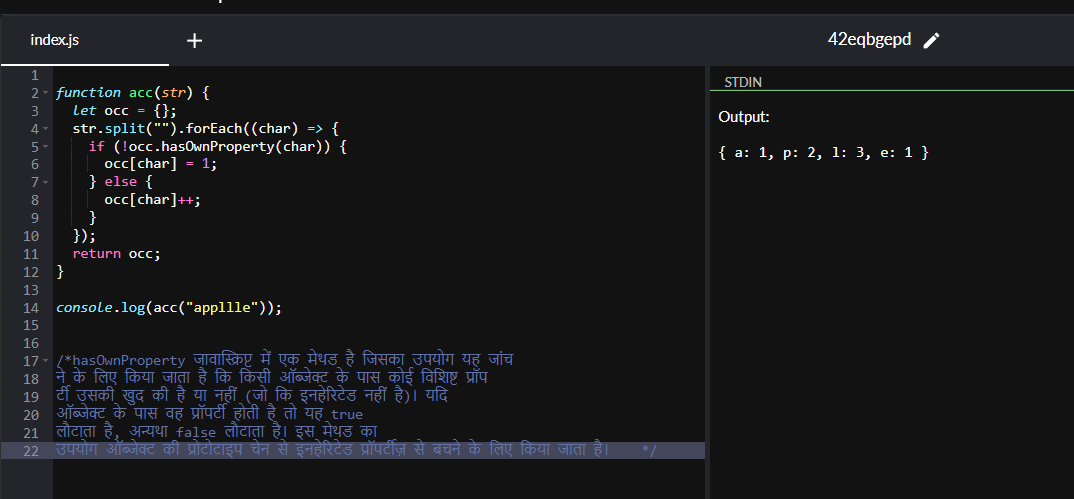 index.js
+
42eqbgepd
1
2 function acc(str) {
3 let occ = {};
4 str.split("").forEach((char) => {
5 if (!occ.hasOwnProperty(char)) {
6 occ[char] = 1;
7 } else {
8 occ[char]++;
9 }
10 });
11 return occ;
12 }
13
14 console.log(acc("appllle"));
15
16
17 /*hasOwnProperty जावास्क्रिप्ट में एक मेथड है जिसका उपयोग यह जांच
18 ने के लिए किया जाता है कि किसी ऑब्जेक्ट के पास कोई विशिष्ट प्रॉप
19 र्टी उसकी खुद की है या नहीं (जो कि इनहेरिटेड नहीं है)। यदि
20 ऑब्जेक्ट के पास वह प्रॉपर्टी होती है तो यह true
21 लौटाता है, अन्यथा false लौटाता है। इस मेथड का
22 उपयोग ऑब्जेक्ट की प्रोटोटाइप चेन से इनहेरिटेड प्रॉपर्टीज़ से बचने के लिए किया जाता है। */
STDIN
Output:
{ a: 1, p: 2, l: 3, e: 1 }